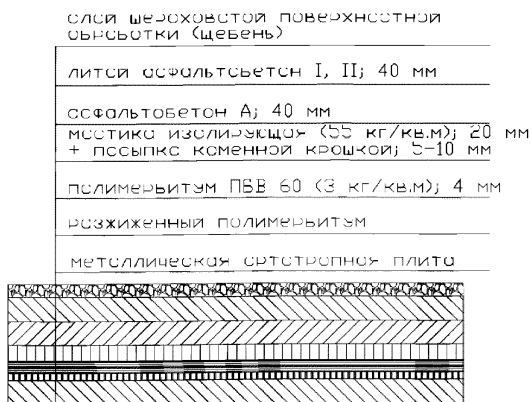 слой шероховатой поверхностной
обработки (щебень)
литой асфальтобетон I, II; 40 мм
асфальтобетон А; 40 мм
мастика изолирующая (55 кг/кв.м); 20 мм
+ посыпка каменной крошкой; 5-10 мм
полимербитум ПБВ 60 (3 кг/кв.м); 4 мм
разжиженный полимербитум
металлическая ортотропная плита